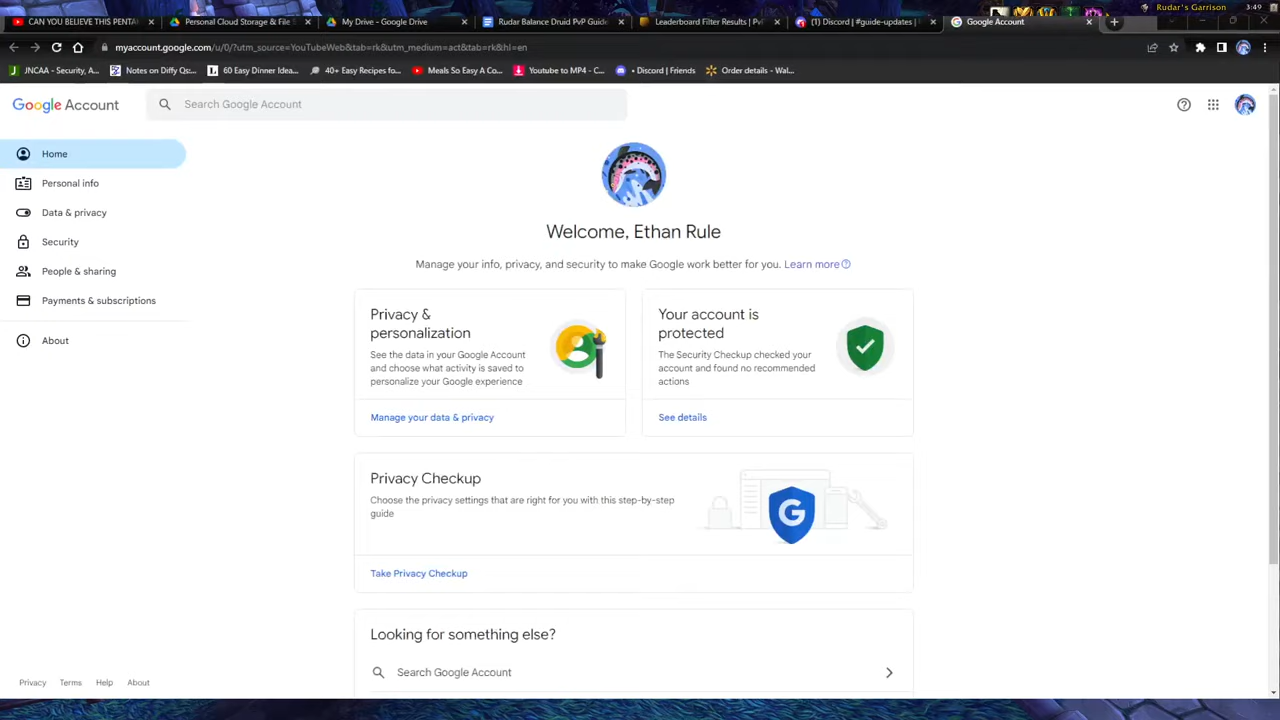 Rudar's Garrison
3:49
CAN YOU BELIEVE THIS PENTA
Personal Cloud Storage & File
My Drive - Google Drive
Rudar Balance Druid PvP Guide
Leaderboard Filter Results | PvP
(1) Discord | #guide-updates |
Google Account
myaccount.google.com/u/0/?utm_source=YouTubeWeb&tab=rk&utm_medium=act&tab=rk&hl=en
JNCAA - Security, A...
Notes on Diffy Qs:...
60 Easy Dinner Idea...
40+ Easy Recipes fo...
Meals So Easy A Co...
Youtube to MP4 - C...
• Discord | Friends
Order details - Wal...
Google Account
Search Google Account
Home
Personal info
Data & privacy
Security
People & sharing
Payments & subscriptions
About
Welcome, Ethan Rule
Manage your info, privacy, and security to make Google work better for you. Learn more
Privacy &
personalization
See the data in your Google Account
and choose what activity is saved to
personalize your Google experience
Manage your data & privacy
Your account is
protected
The Security Checkup checked your
account and found no recommended
actions
See details
Privacy Checkup
Choose the privacy settings that are right for you with this step-by-step
guide
G
Take Privacy Checkup
Looking for something else?
Search Google Account
Privacy
Terms
Help
About